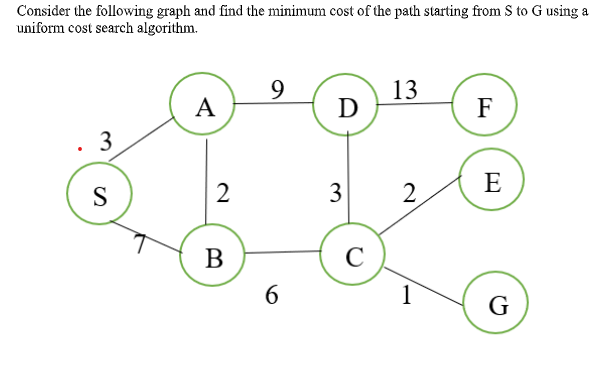 Consider the following graph and find the minimum cost of the path starting from S to G using a
uniform cost search algorithm.
9
13
A
D
F
3
S
2
3
2
E
7
B
C
6
1
G